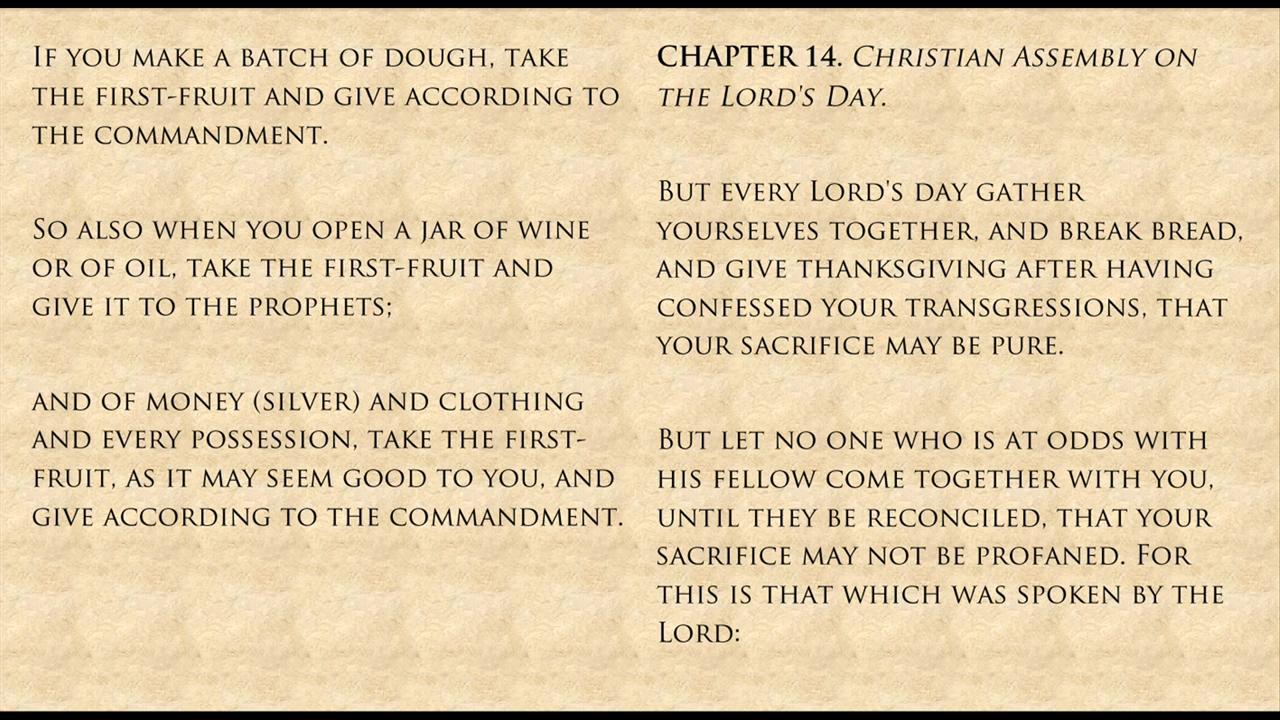 If you make a batch of dough, take
the first-fruit and give according to
the commandment.
So also when you open a jar of wine
or of oil, take the first-fruit and
give it to the prophets;
and of money (silver) and clothing
and every possession, take the first-
fruit, as it may seem good to you, and
give according to the commandment.
CHAPTER 14. Christian Assembly on
the Lord's Day.
But every Lord's day gather
yourselves together, and break bread,
and give thanksgiving after having
confessed your transgressions, that
your sacrifice may be pure.
But let no one who is at odds with
his fellow come together with you,
until they be reconciled, that your
sacrifice may not be profaned. For
this is that which was spoken by the
Lord: